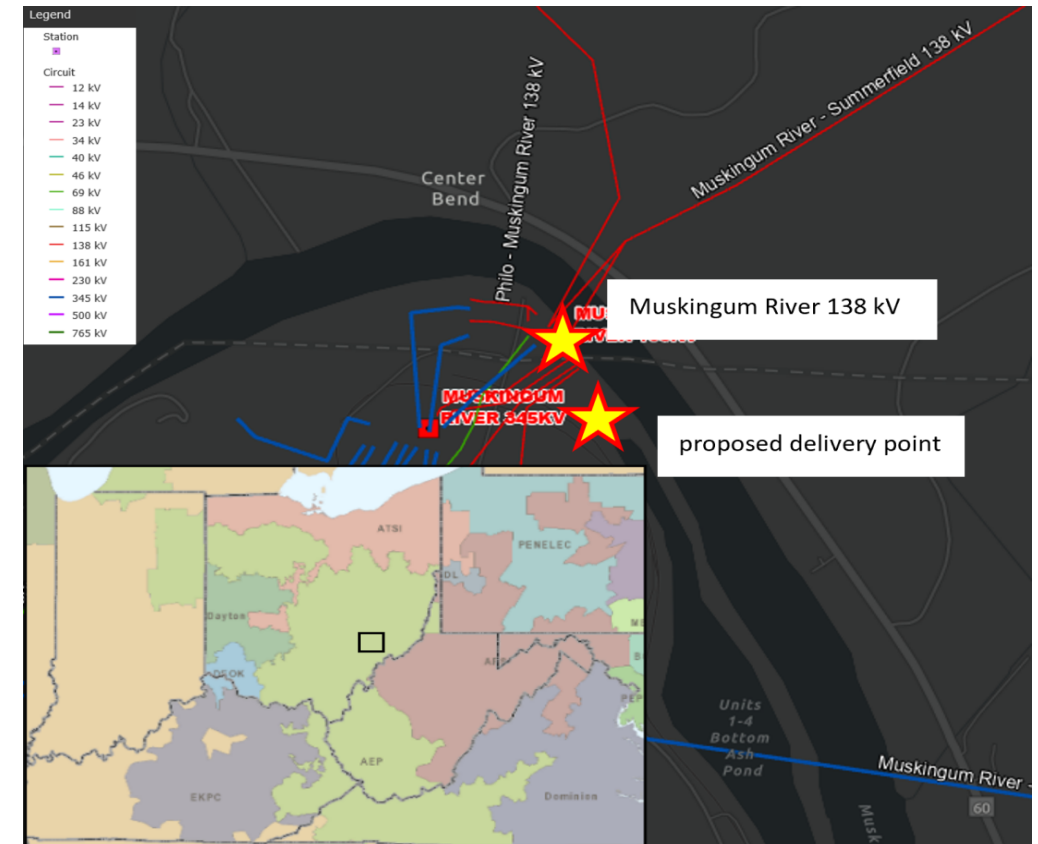 Legend
Station
Circuit
12 kV
14 kV
23 kV
34 kV
40 kV
46 kV
69 kV
88 kV
115 kV
138 kV
161 kV
230 kV
345 kV
500 kV
765 kV
Center
Bend
Philo - Muskingum River 138 kV
Muskingum River - Summerfield 138 kV
Muskingum River 138 kV
MUSKINGUM
RIVER 345KV
proposed delivery point
ATSI
PENELEC
DL
Dayton
DEOK
AEP
EKPC
Dominion
Units
1-4
Bottom
Ash
Pond
Muskingum River -
60
Musk